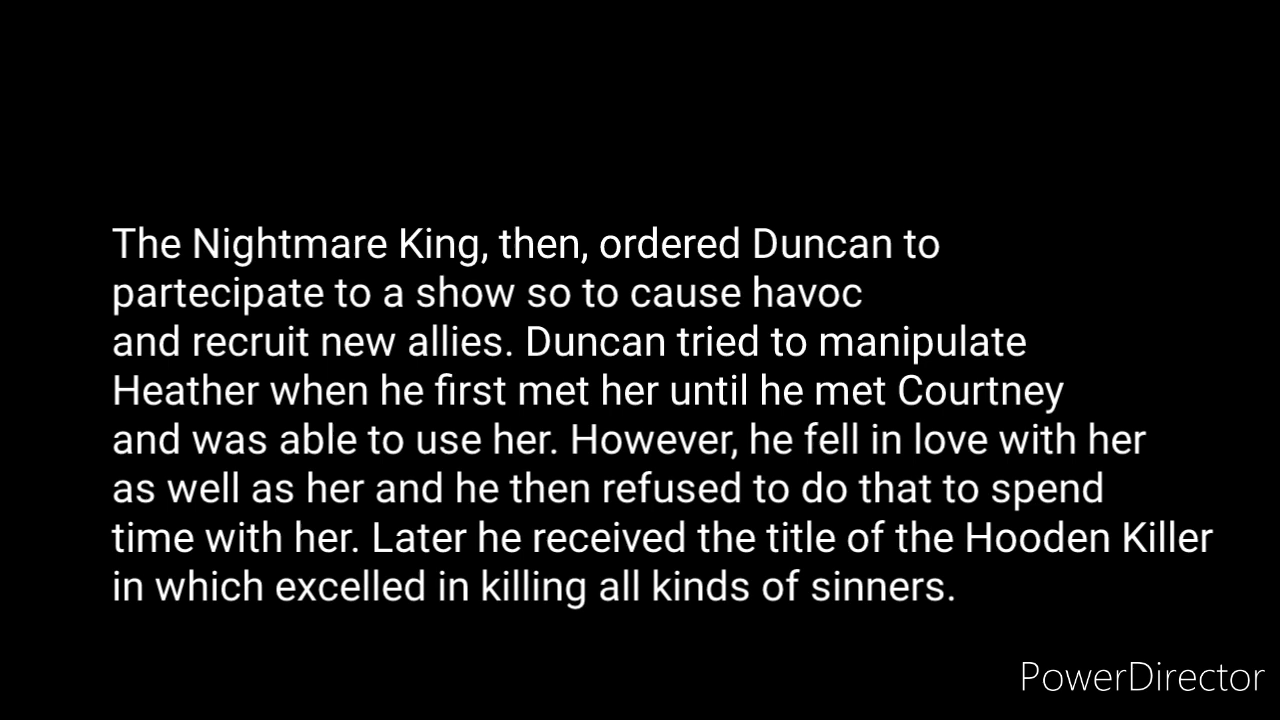 The Nightmare King, then, ordered Duncan to
partecipate to a show so to cause havoc
and recruit new allies. Duncan tried to manipulate
Heather when he first met her until he met Courtney
and was able to use her. However, he fell in love with her
as well as her and he then refused to do that to spend
time with her. Later he received the title of the Hooden Killer
in which excelled in killing all kinds of sinners.
PowerDirector